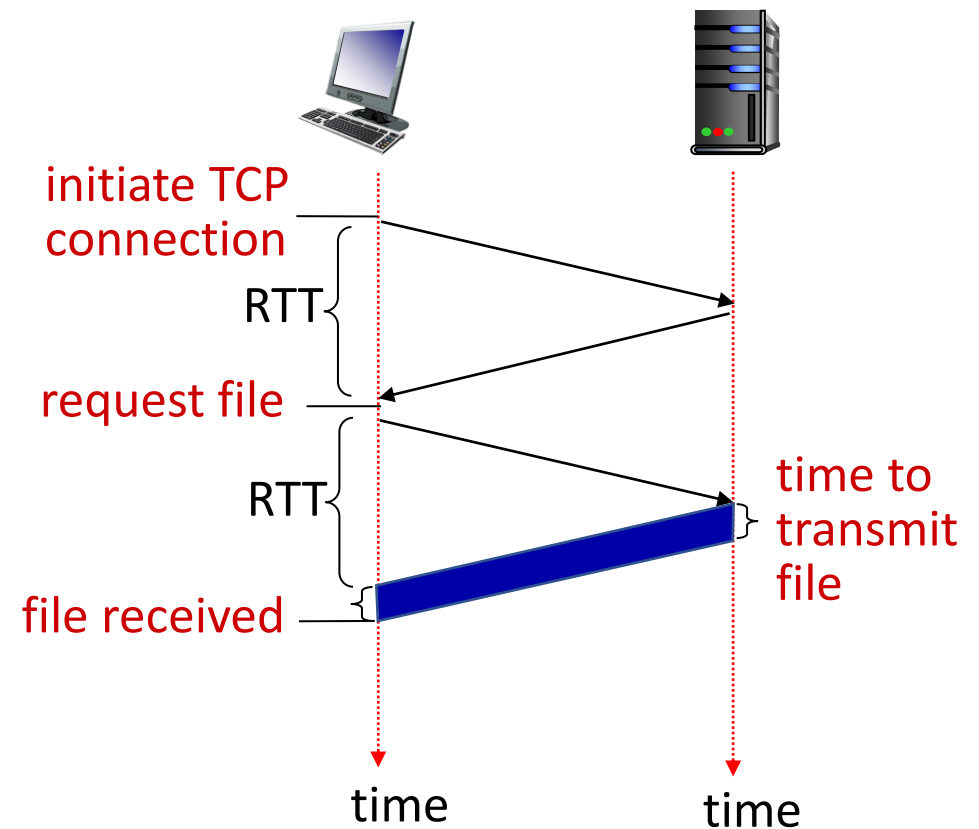 initiate TCP
connection
RTT
request file
RTT
time to
transmit
file
file received
time
time